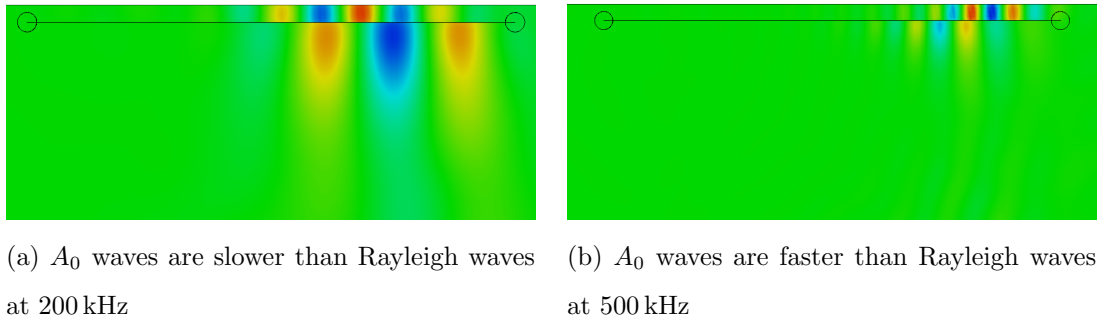 (a) A₀ waves are slower than Rayleigh waves
at 200 kHz
(b) A₀ waves are faster than Rayleigh waves
at 500 kHz